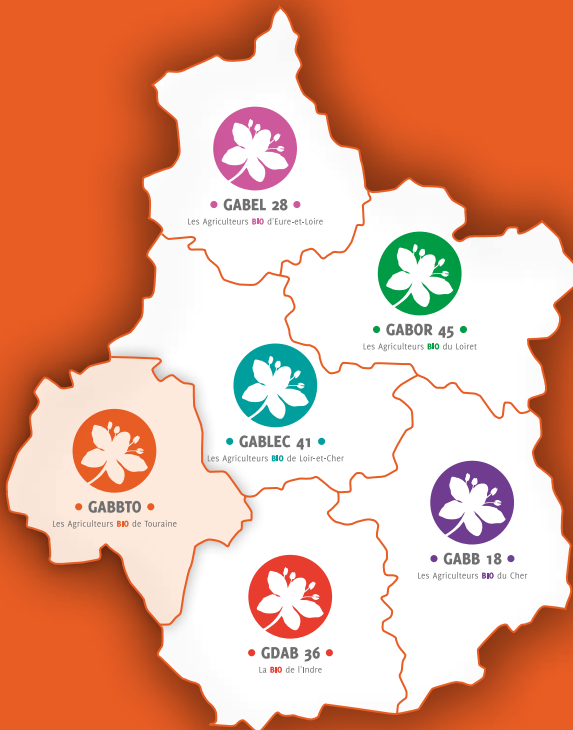 • GABEL 28 •
Les Agriculteurs BIO d'Eure-et-Loire
• GABOR 45 •
Les Agriculteurs BIO du Loiret
• GABLEC 41 •
Les Agriculteurs BIO de Loir-et-Cher
• GABBTO •
Les Agriculteurs BIO de Touraine
• GABB 18 •
Les Agriculteurs BIO du Cher
• GDAB 36 •
La BIO de l'Indre